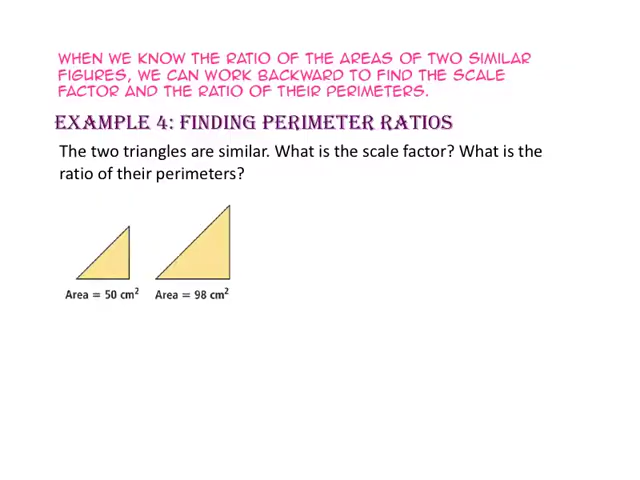 WHEN WE KNOW THE RATIO OF THE AREAS OF TWO SIMILAR
FIGURES, WE CAN WORK BACKWARD TO FIND THE SCALE
FACTOR AND THE RATIO OF THEIR PERIMETERS.
EXAMPLE 4: FINDING PERIMETER RATIOS
The two triangles are similar. What is the scale factor? What is the
ratio of their perimeters?
Area = 50 cm² Area = 98 cm²